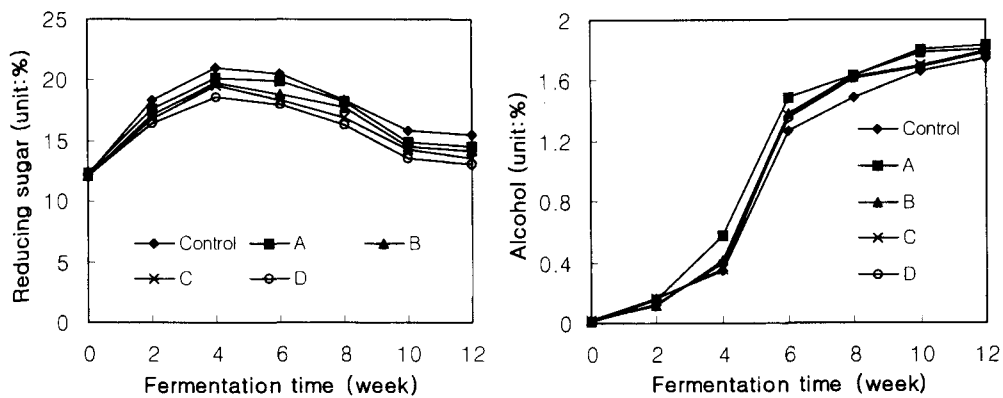 Reducing sugar (unit:%)
25
20
15
10
5
0
Control A B
C D
0 2 4 6 8 10 12
Fermentation time (week)
Alcohol (unit:%)
2
1.6
1.2
0.8
0.4
0
Control
A
B
C
D
0 2 4 6 8 10 12
Fermentation time (week)